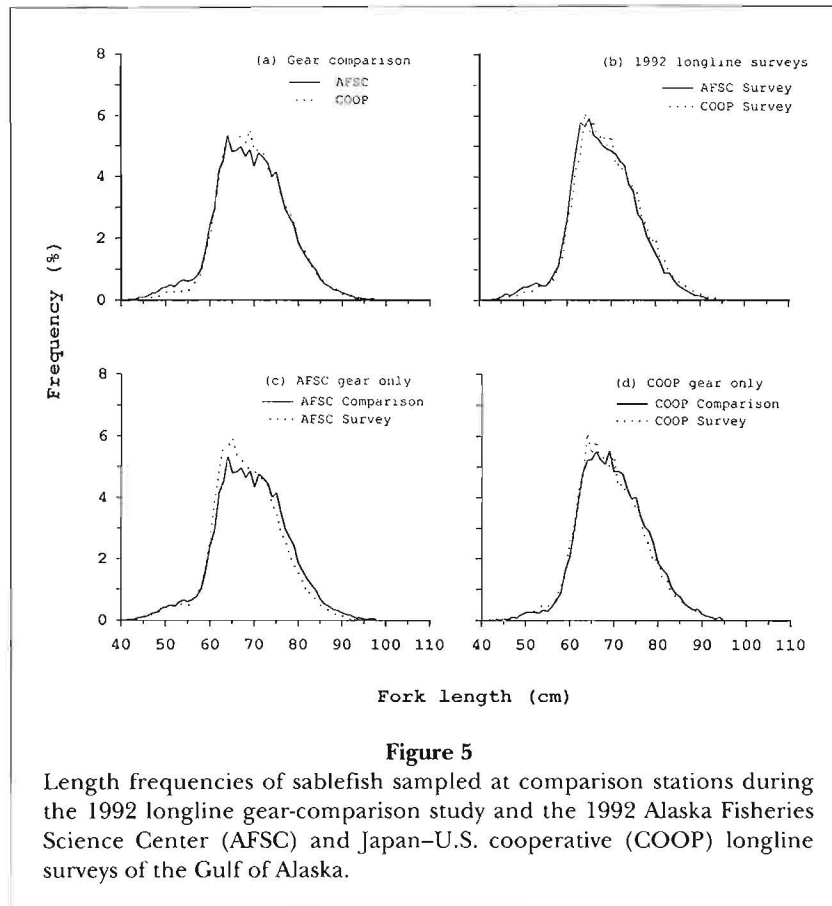 8
6
4
2
0
(a) Gear comparison
AFSC
COOP
(b) 1992 longline surveys
AFSC Survey
COOP Survey
Frequency (%)
8
6
4
2
0
(c) AFSC gear only
AFSC Comparison
AFSC Survey
(d) COOP gear only
COOP Comparison
COOP Survey
40 50 60 70 80 90 100 110
40 50 60 70 80 90 100 110
Fork length (cm)
Figure 5
Length frequencies of sablefish sampled at comparison stations during
the 1992 longline gear-comparison study and the 1992 Alaska Fisheries
Science Center (AFSC) and Japan–U.S. cooperative (COOP) longline
surveys of the Gulf of Alaska.